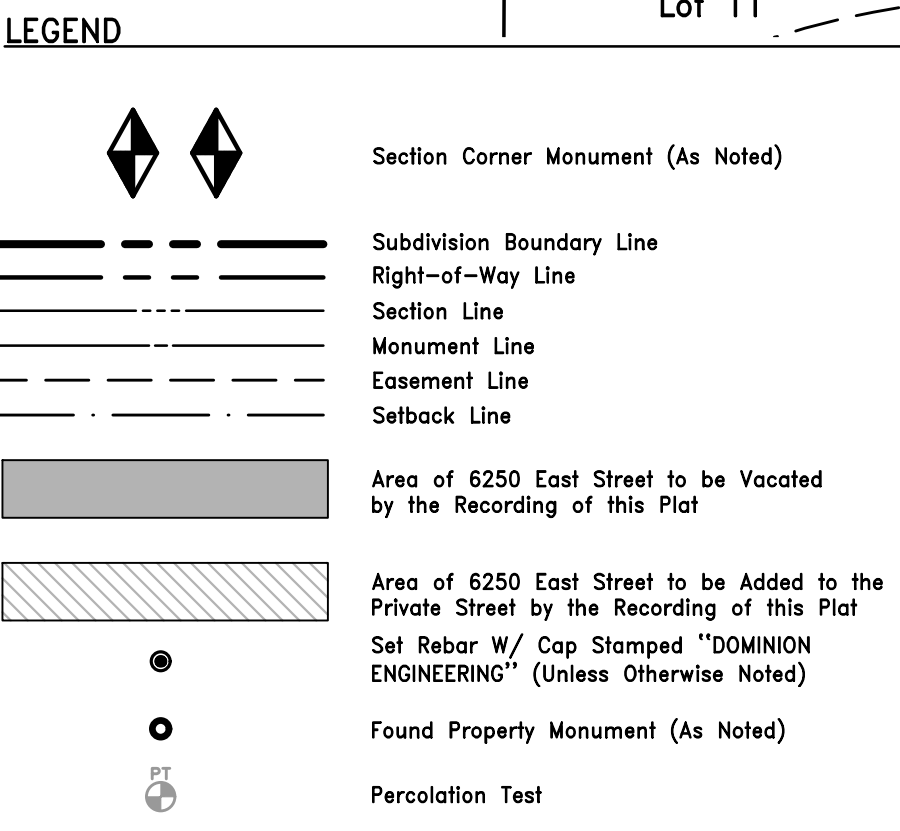 Lot 11
LEGEND
Section Corner Monument (As Noted)
Subdivision Boundary Line
Right-of-Way Line
Section Line
Monument Line
Easement Line
Setback Line
Area of 6250 East Street to be Vacated
by the Recording of this Plat
Area of 6250 East Street to be Added to the
Private Street by the Recording of this Plat
Set Rebar W/ Cap Stamped “DOMINION
ENGINEERING” (Unless Otherwise Noted)
Found Property Monument (As Noted)
PT
Percolation Test